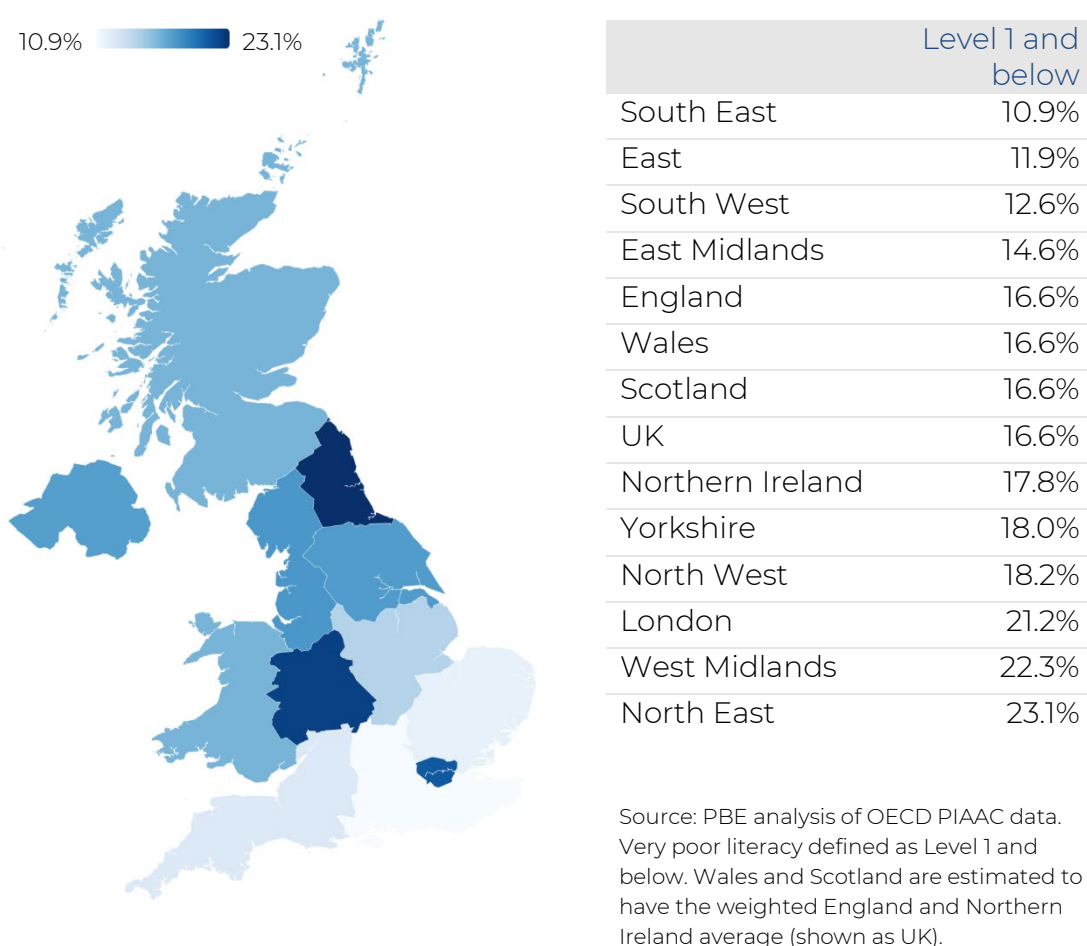 10.9% 23.1%
Level 1 and
below
South East 10.9%
East 11.9%
South West 12.6%
East Midlands 14.6%
England 16.6%
Wales 16.6%
Scotland 16.6%
UK 16.6%
Northern Ireland 17.8%
Yorkshire 18.0%
North West 18.2%
London 21.2%
West Midlands 22.3%
North East 23.1%
Source: PBE analysis of OECD PIAAC data.
Very poor literacy defined as Level 1 and
below. Wales and Scotland are estimated to
have the weighted England and Northern
Ireland average (shown as UK).